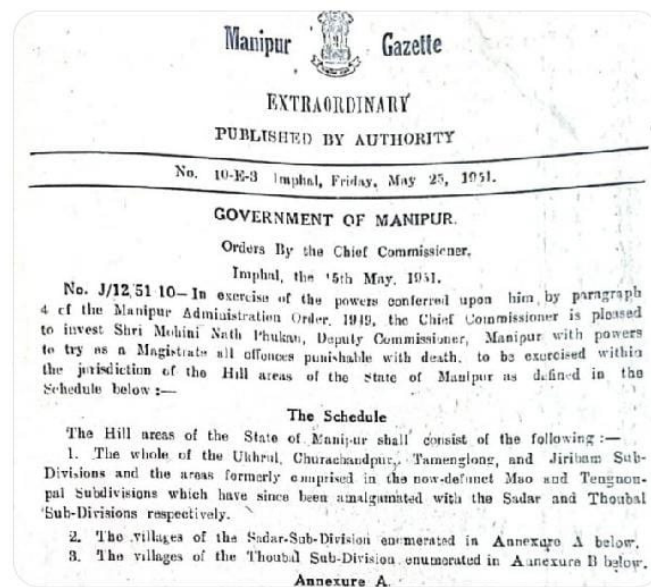 Manipur Gazette
EXTRAORDINARY
PUBLISHED BY AUTHORITY
No. 10-E-3 Imphal, Friday, May 25, 1951.
GOVERNMENT OF MANIPUR.
Orders By the Chief Commissioner.
Imphal, the 15th May, 1951.
No. J/12,51 10— In exercise of the powers conferred upon him, by paragraph
4 of the Manipur Administration Order, 1949, the Chief Commissioner is pleased
to invest Shri Mohini Nath Phukan, Deputy Commissioner, Manipur with powers
to try as a Magistrate all offences punishable with death, to be exercised within
the jurisdiction of the Hill areas of the State of Manipur as defined in the
Schedule below :—
The Schedule
The Hill areas of the State of Manipur shall consist of the following :—
1. The whole of the Ukhrul, Churachandpur, Tamenglong, and Jiribam Sub-
Divisions and the areas formerly comprised in the now-defunct Mao and Tengnou-
pal Subdivisions which have since been amalgamated with the Sadar and Thoubal
Sub-Divisions respectively.
2. The villages of the Sadar-Sub-Division enumerated in Annexure A below.
3. The villages of the Thoubal Sub-Division enumerated in Annexure B below.
Annexure A.